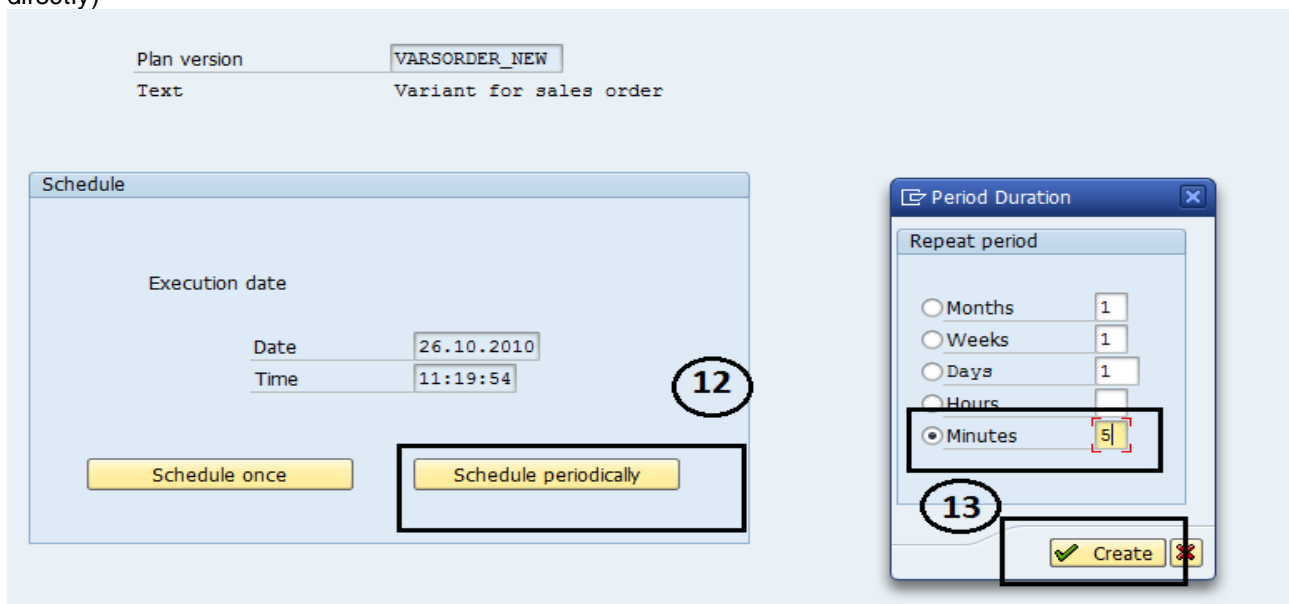 directly)
Plan version VARSORDER_NEW
Text Variant for sales order
Schedule
Execution date
Date 26.10.2010
Time 11:19:54
12
Schedule once Schedule periodically
Period Duration
Repeat period
Months 1
Weeks 1
Days 1
Hours
Minutes 5
13
Create